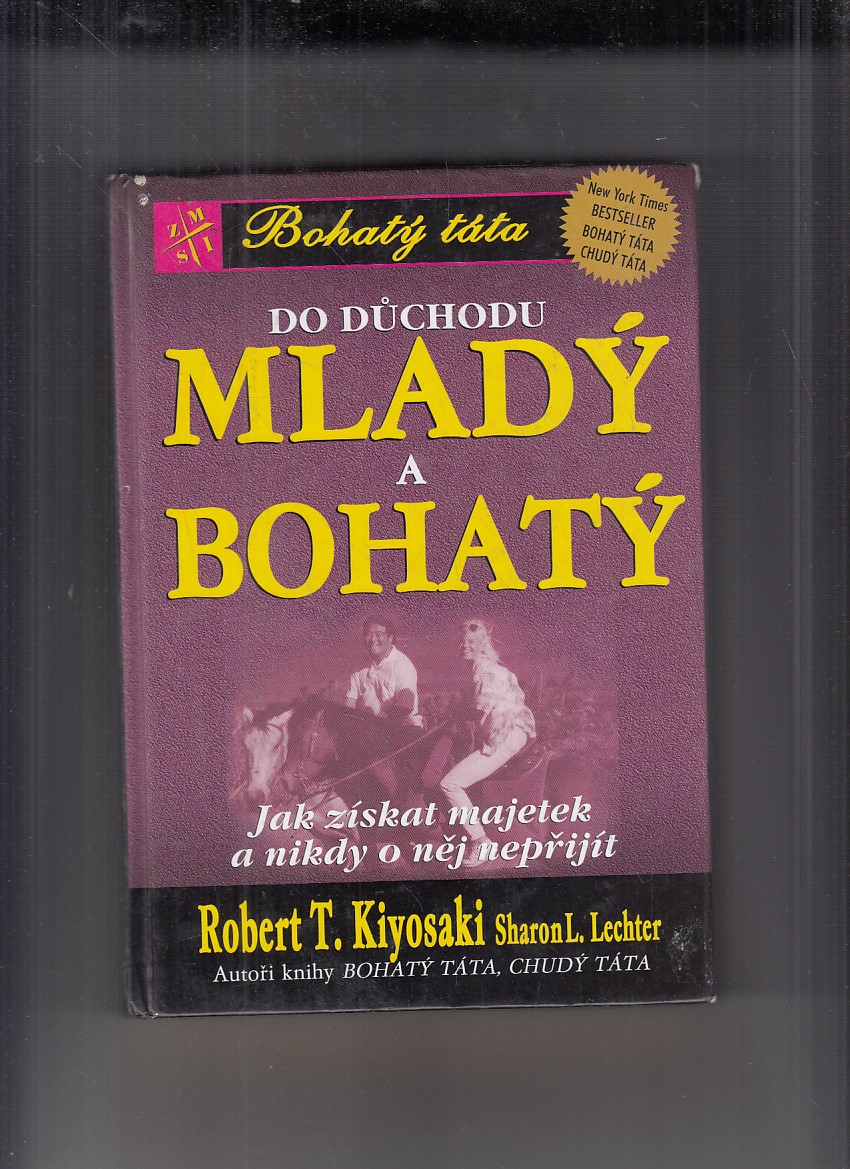 Z M
S I
Bohatý táta
New York Times
BESTSELLER
BOHATÝ TÁTA
CHUDÝ TÁTA
DO DŮCHODU
MLADÝ
A
BOHATÝ
Jak získat majetek
a nikdy o něj nepřijít
Robert T. Kiyosaki Sharon L. Lechter
Autoři knihy BOHATÝ TÁTA, CHUDÝ TÁTA